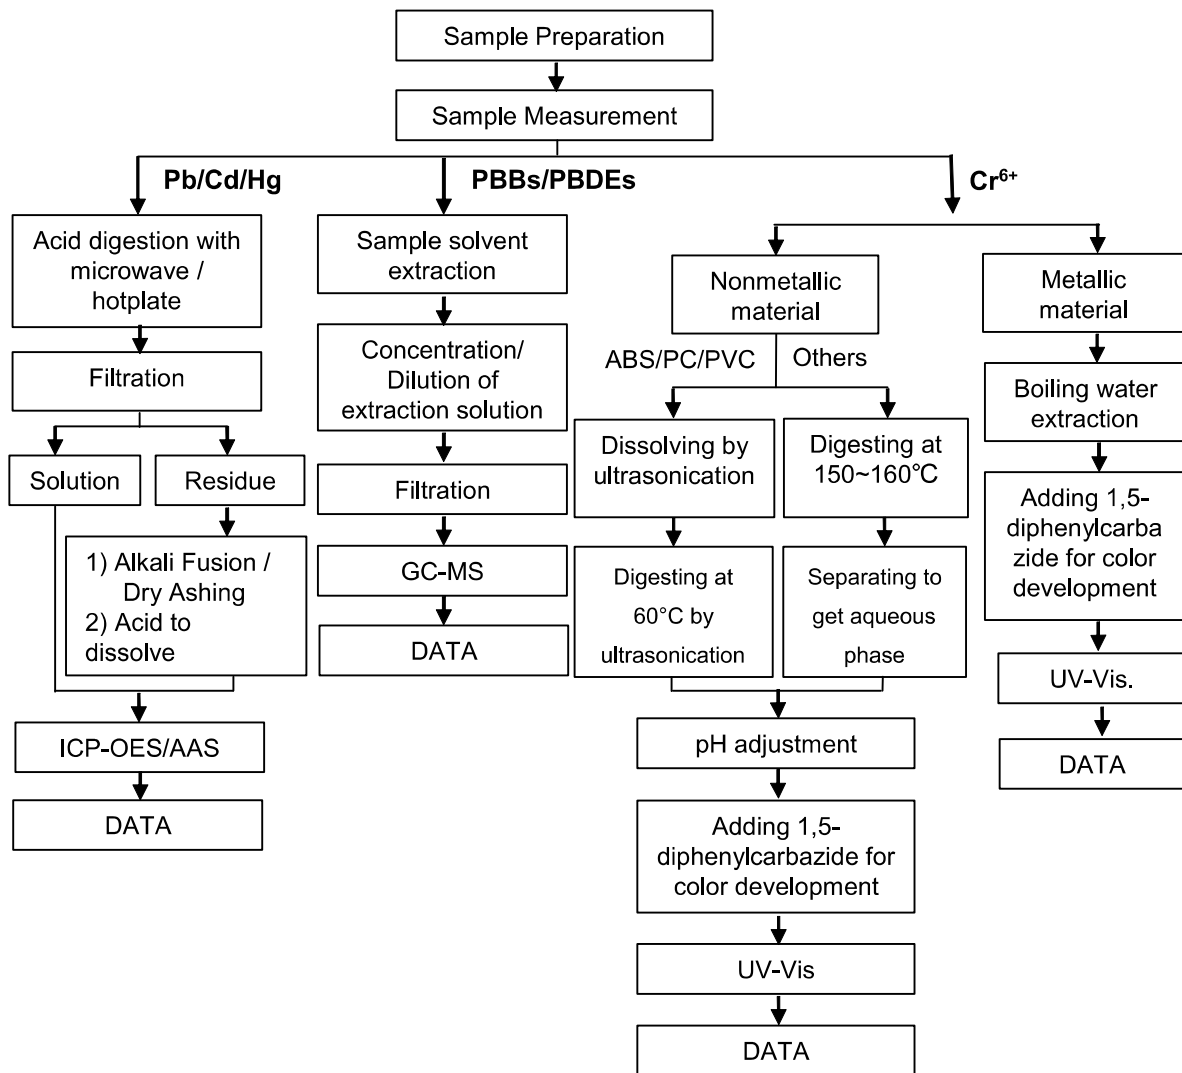 Sample Preparation
Sample Measurement
Pb/Cd/Hg
Acid digestion with
microwave /
hotplate
Filtration
Solution
Residue
1) Alkali Fusion /
Dry Ashing
2) Acid to
dissolve
ICP-OES/AAS
DATA
PBBs/PBDEs
Sample solvent
extraction
Concentration/
Dilution of
extraction solution
Filtration
GC-MS
DATA
Cr⁶⁺
Nonmetallic
material
ABS/PC/PVC
Others
Dissolving by
ultrasonication
Digesting at
60°C by
ultrasonication
Digesting at
150~160℃
Separating to
get aqueous
phase
pH adjustment
Adding 1,5-
diphenylcarbazide for
color development
UV-Vis
DATA
Metallic
material
Boiling water
extraction
Adding 1,5-
diphenylcarba
zide for color
development
UV-Vis.
DATA